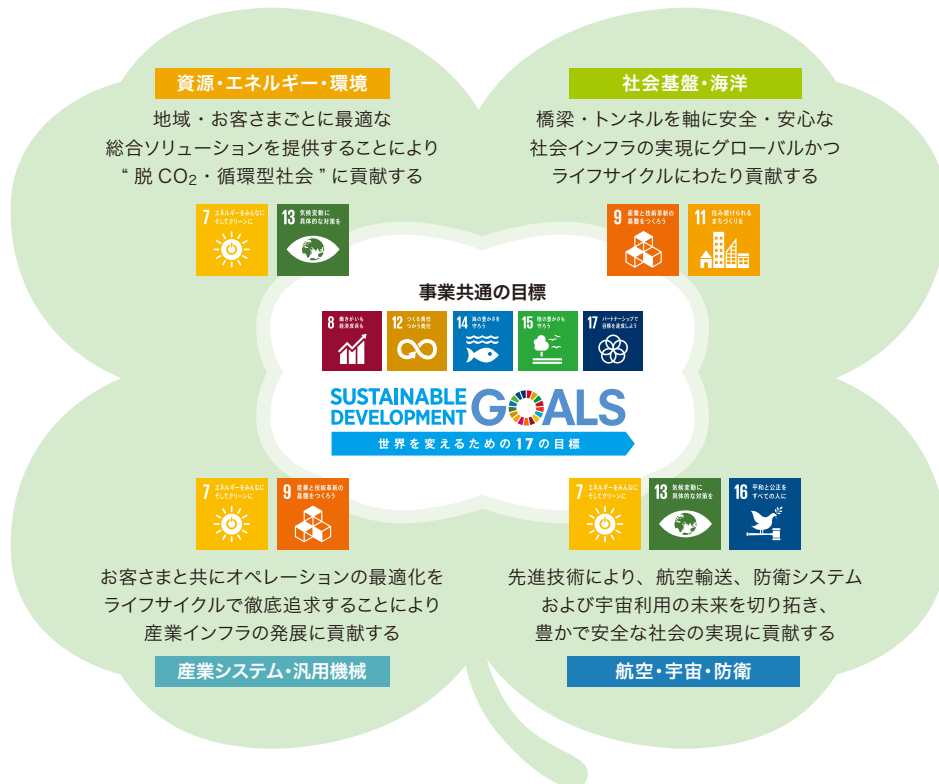 資源・エネルギー・環境
地域・お客さまごとに最適な
総合ソリューションを提供することにより
“ 脱 CO₂・循環型社会 ” に貢献する
7 エネルギーをみんなに
そしてクリーンに
13 気候変動に
具体的な対策を
社会基盤・海洋
橋梁・トンネルを軸に安全・安心な
社会インフラの実現にグローバルかつ
ライフサイクルにわたり貢献する
9 産業と技術革新の
基盤をつくろう
11 住み続けられる
まちづくりを
事業共通の目標
8 働きがいも
経済成長も
12 つくる責任
つかう責任
14 海の豊かさを
守ろう
15 陸の豊かさも
守ろう
17 パートナーシップで
目標を達成しよう
SUSTAINABLE
DEVELOPMENT
GOALS
世界を変えるための17の目標
7 エネルギーをみんなに
そしてクリーンに
9 産業と技術革新の
基盤をつくろう
お客さまと共にオペレーションの最適化を
ライフサイクルで徹底追求することにより
産業インフラの発展に貢献する
産業システム・汎用機械
7 エネルギーをみんなに
そしてクリーンに
13 気候変動に
具体的な対策を
16 平和と公正を
すべての人に
先進技術により、航空輸送、防衛システム
および宇宙利用の未来を切り拓き、
豊かで安全な社会の実現に貢献する
航空・宇宙・防衛